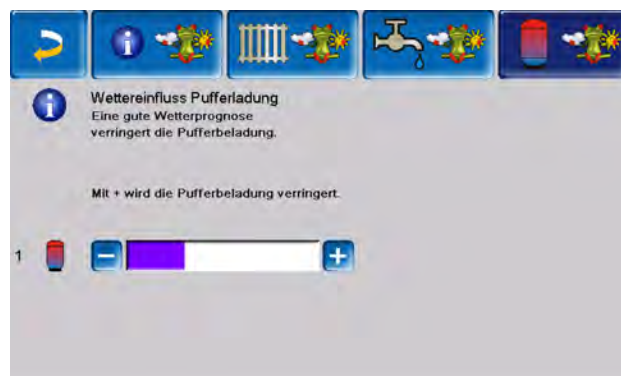 Wettereinfluss Pufferladung
Eine gute Wetterprognose
verringert die Pufferbeladung.
Mit + wird die Pufferbeladung verringert.
1